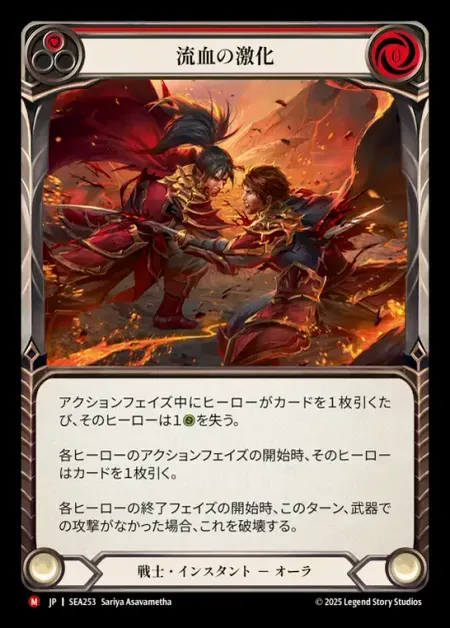 0
流血の激化
アクションフェイズ中にヒーローがカードを1枚引くた
び、そのヒーローは1を失う。
各ヒーローのアクションフェイズの開始時、そのヒーロー
はカードを1枚引く。
各ヒーローの終了フェイズの開始時、このターン、武器で
の攻撃がなかった場合、これを破壊する。
戦士・インスタント － オーラ
M JP | SEA253 Sariya Asavametha
© 2025 Legend Story Studios